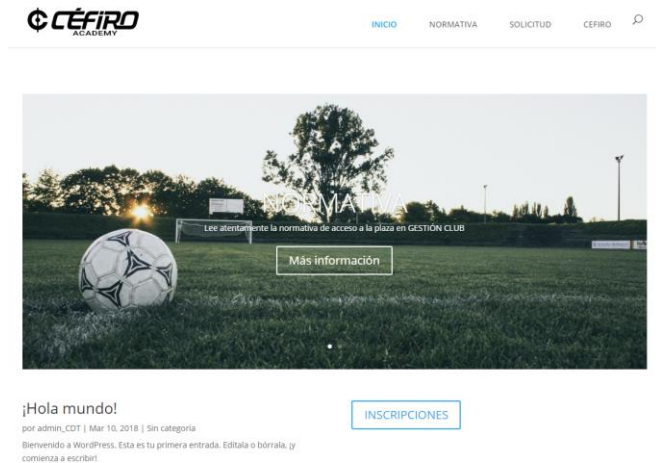 CÉFIRO
ACADEMY
INICIO NORMATIVA SOLICITUD CEFIRO
NORMATIVA
Lee atentamente la normativa de acceso a la plaza en GESTIÓN CLUB
Más información
¡Hola mundo!
por admin_CDT | Mar 10, 2018 | Sin categoría
Bienvenido a WordPress. Esta es tu primera entrada. Edítala o bórrala, ¡y
comienza a escribir!
INSCRIPCIONES